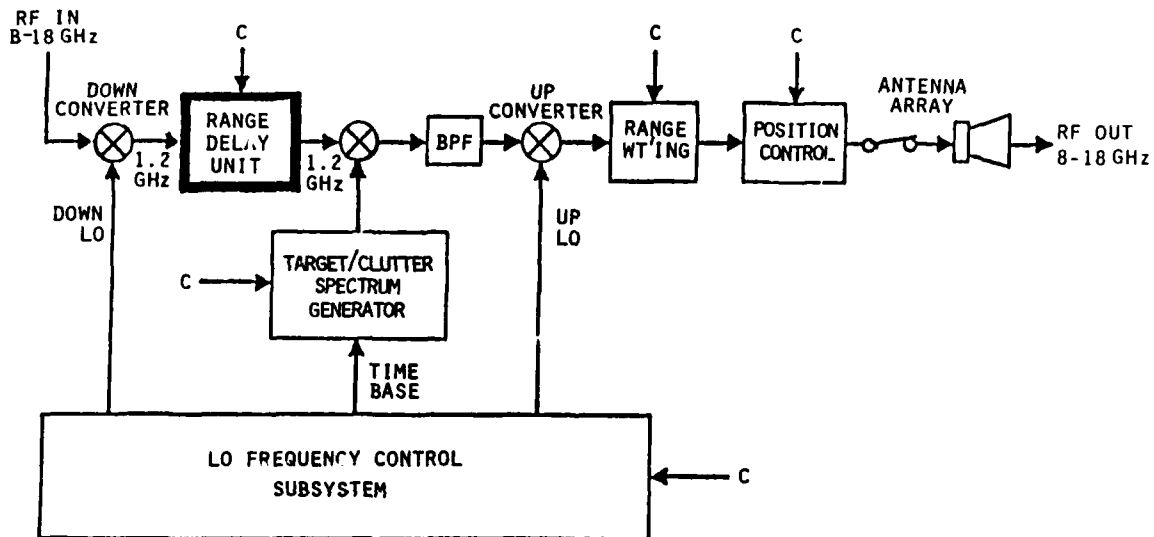 RF IN
8-18 GHz
DOWN
CONVERTER
1.2
GHz
C
RANGE
DELAY
UNIT
1.2
GHz
BPF
UP
CONVERTER
C
RANGE
WT'ING
C
POSITION
CONTROL
ANTENNA
ARRAY
RF OUT
8-18 GHz
DOWN
LO
C
TARGET/CLUTTER
SPECTRUM
GENERATOR
UP
LO
TIME
BASE
LO FREQUENCY CONTROL
SUBSYSTEM
C